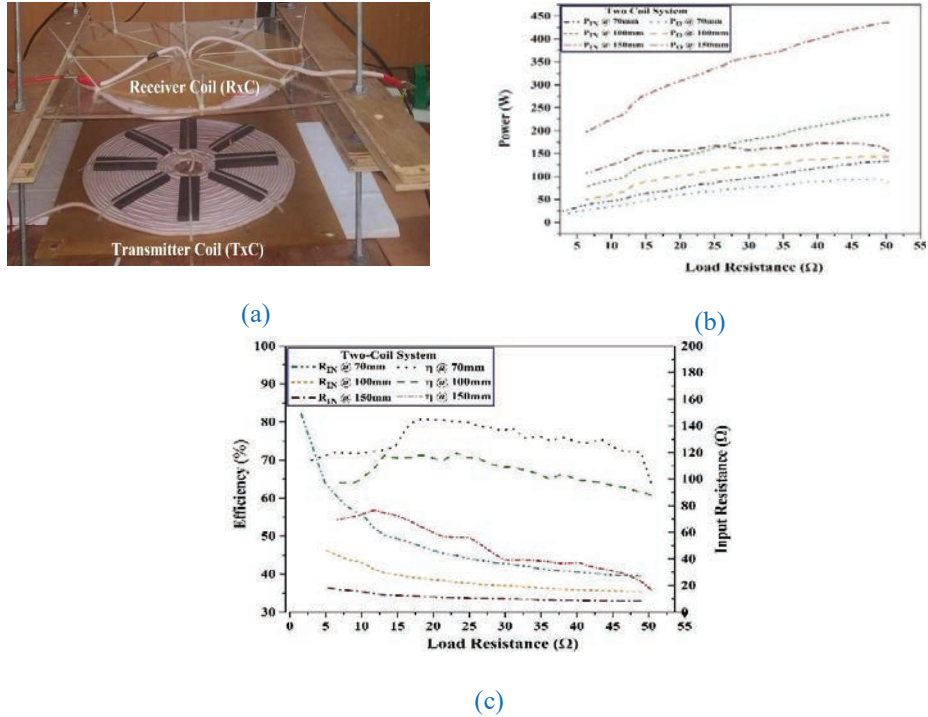 Receiver Coil (RxC)
Transmitter Coil (TxC)
(a)
Two Coil System
P_IN @ 70mm P_O @ 70mm
P_IN @ 100mm P_O @ 100mm
P_IN @ 150mm P_O @ 150mm
450
400
350
300
250
200
150
100
50
0
Power (W)
5 10 15 20 25 30 35 40 45 50 55
Load Resistance (Ω)
(b)
Two-Coil System
R_IN @ 70mm η @ 70mm
R_IN @ 100mm η @ 100mm
R_IN @ 150mm η @ 150mm
100
90
80
70
60
50
40
30
Efficiency (%)
200
180
160
140
120
100
80
60
40
20
0
Input Resistance (Ω)
0 5 10 15 20 25 30 35 40 45 50 55
Load Resistance (Ω)
(c)